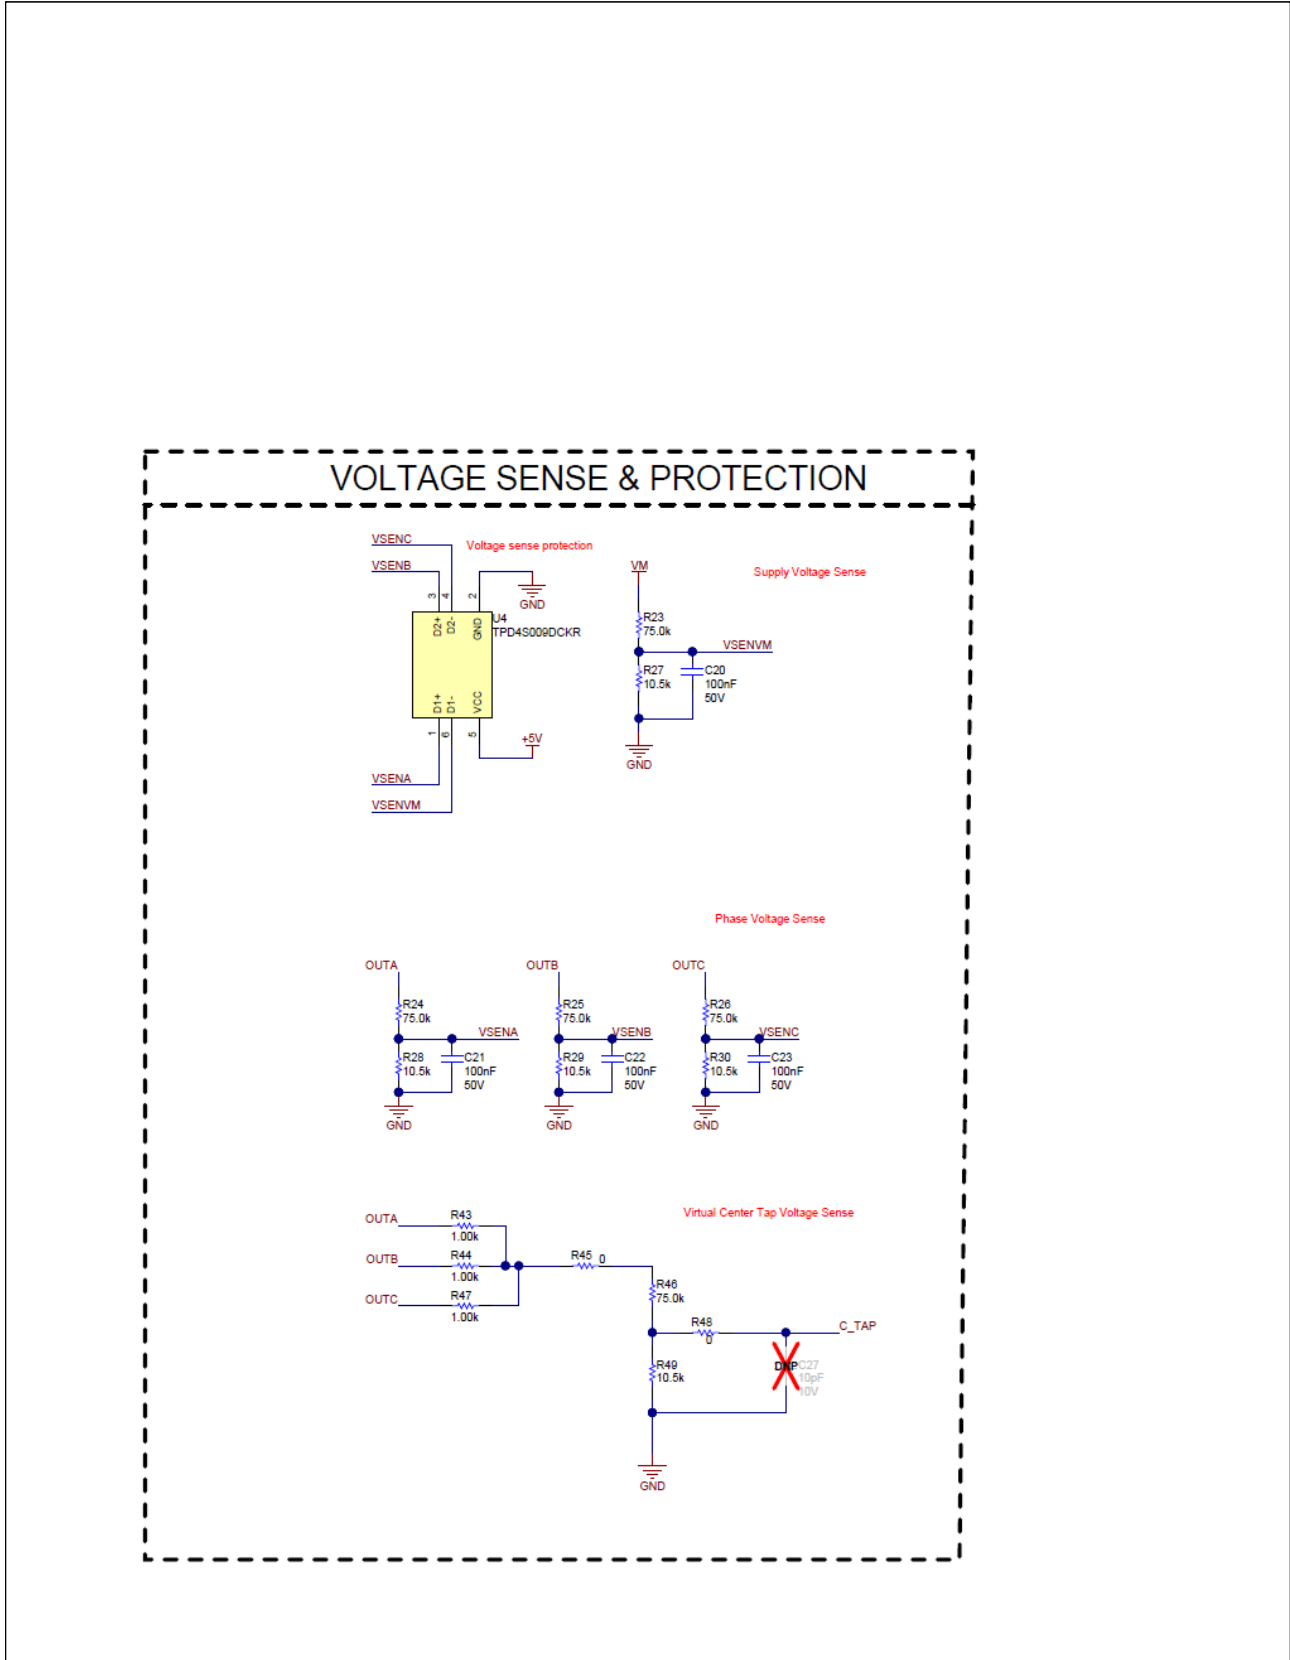 VOLTAGE SENSE & PROTECTION
VSENC
Voltage sense protection
VSENB
VM
Supply Voltage Sense
3
4
2
GND
D2+
D2-
GND
U4
TPD4S009DCKR
R23
75.0k
VSENVM
R27
10.5k
C20
100nF
50V
D1+
D1-
VCC
1
6
5
+5V
GND
VSENA
VSENVM
Phase Voltage Sense
OUTA
OUTB
OUTC
R24
75.0k
R25
75.0k
R26
75.0k
VSENA
VSENB
VSENC
R28
10.5k
C21
100nF
50V
R29
10.5k
C22
100nF
50V
R30
10.5k
C23
100nF
50V
GND
GND
GND
Virtual Center Tap Voltage Sense
OUTA
R43
1.00k
OUTB
R44
1.00k
R45
0
OUTC
R47
1.00k
R46
75.0k
R48
0
C_TAP
R49
10.5k
DNP
C27
10pF
10V
GND